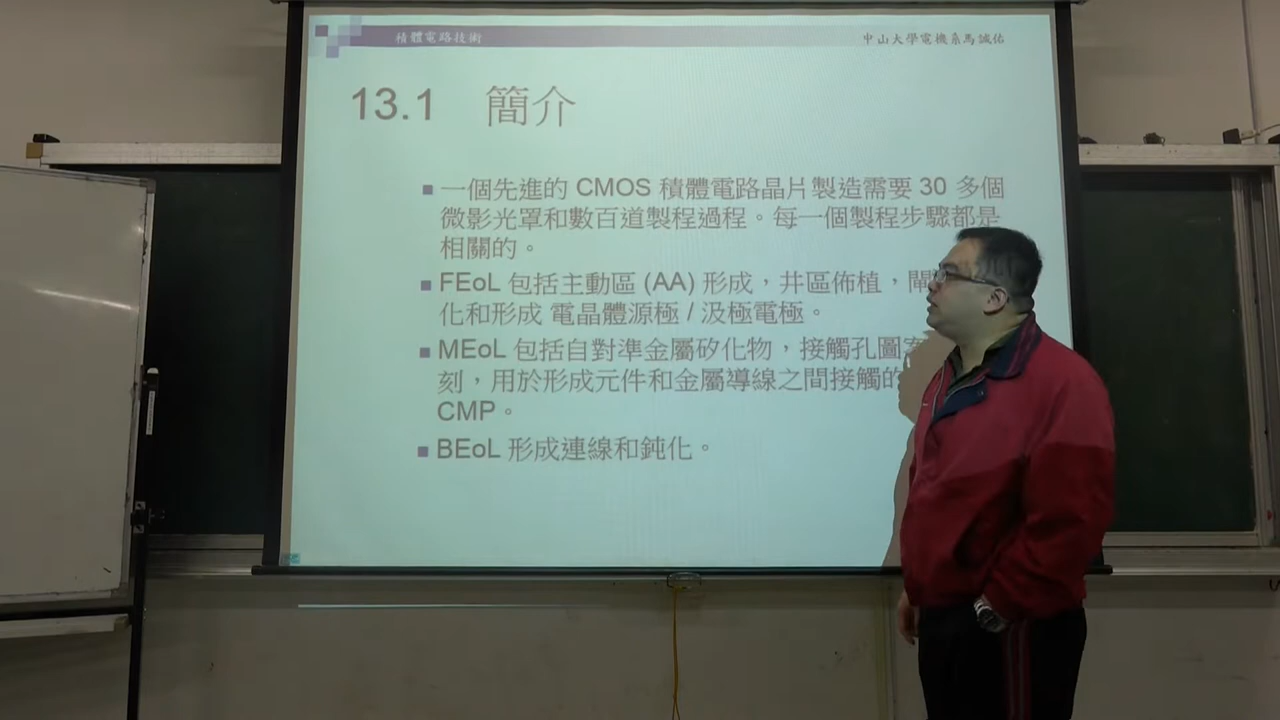 積體電路技術
中山大學電機系馬誠佑
13.1 簡介
一個先進的 CMOS 積體電路晶片製造需要 30 多個
微影光罩和數百道製程過程。每一個製程步驟都是
相關的。
FEoL 包括主動區 (AA) 形成，井區佈植，閘
化和形成 電晶體源極 / 汲極電極。
MEoL 包括自對準金屬矽化物，接觸孔圖案
刻，用於形成元件和金屬導線之間接觸的
CMP。
BEoL 形成連線和鈍化。